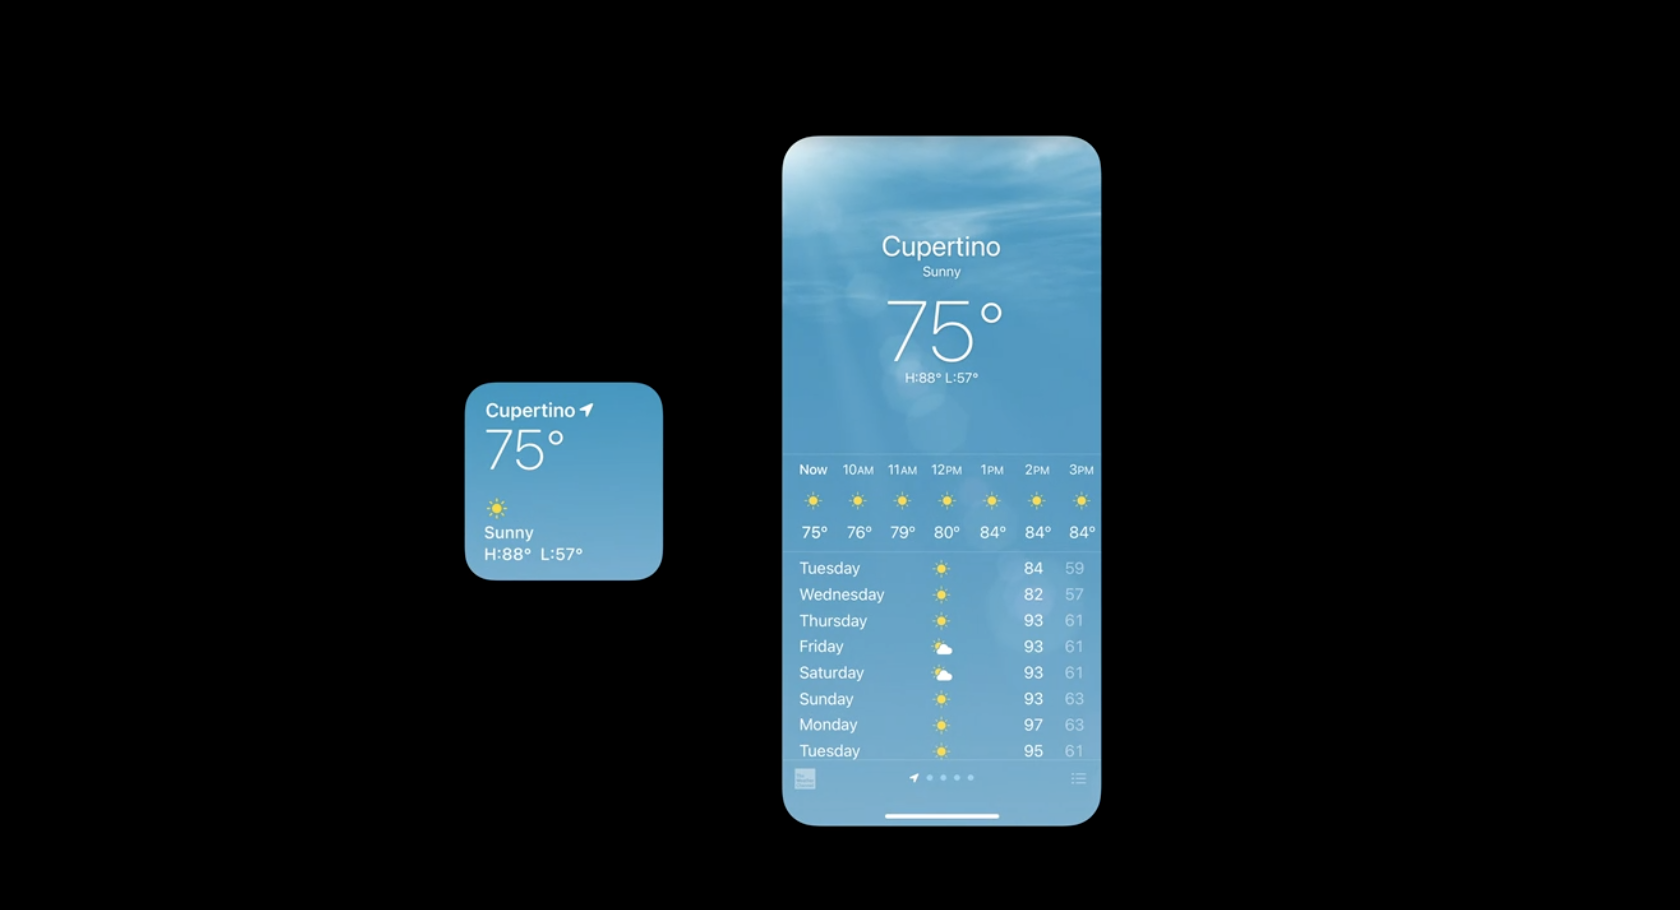 Cupertino
75°
Sunny
H:88° L:57°
Cupertino
Sunny
75°
H:88° L:57°
Now 10AM 11AM 12PM 1PM 2PM 3PM
75° 76° 79° 80° 84° 84° 84°
Tuesday 84 59
Wednesday 82 57
Thursday 93 61
Friday 93 61
Saturday 93 61
Sunday 93 63
Monday 97 63
Tuesday 95 61